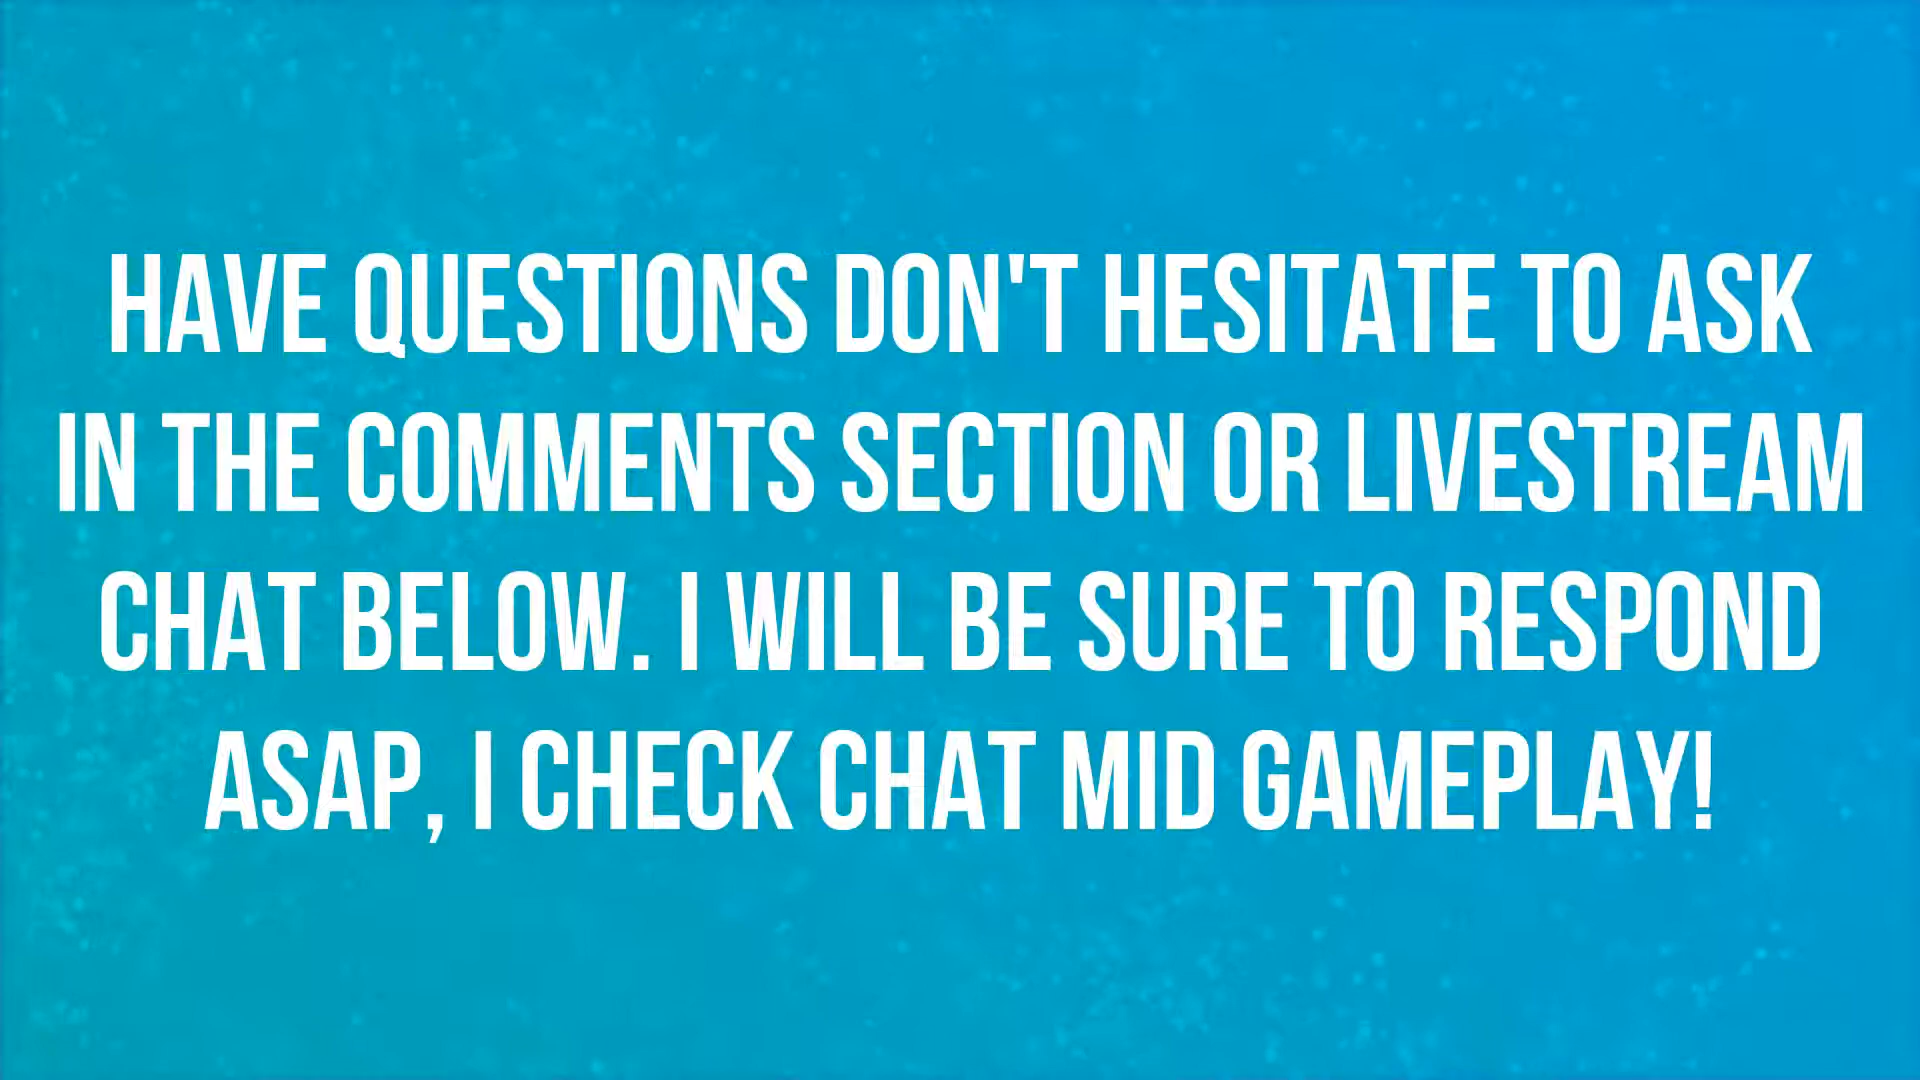 HAVE QUESTIONS DON'T HESITATE TO ASK
IN THE COMMENTS SECTION OR LIVESTREAM
CHAT BELOW. I WILL BE SURE TO RESPOND
ASAP, I CHECK CHAT MID GAMEPLAY!